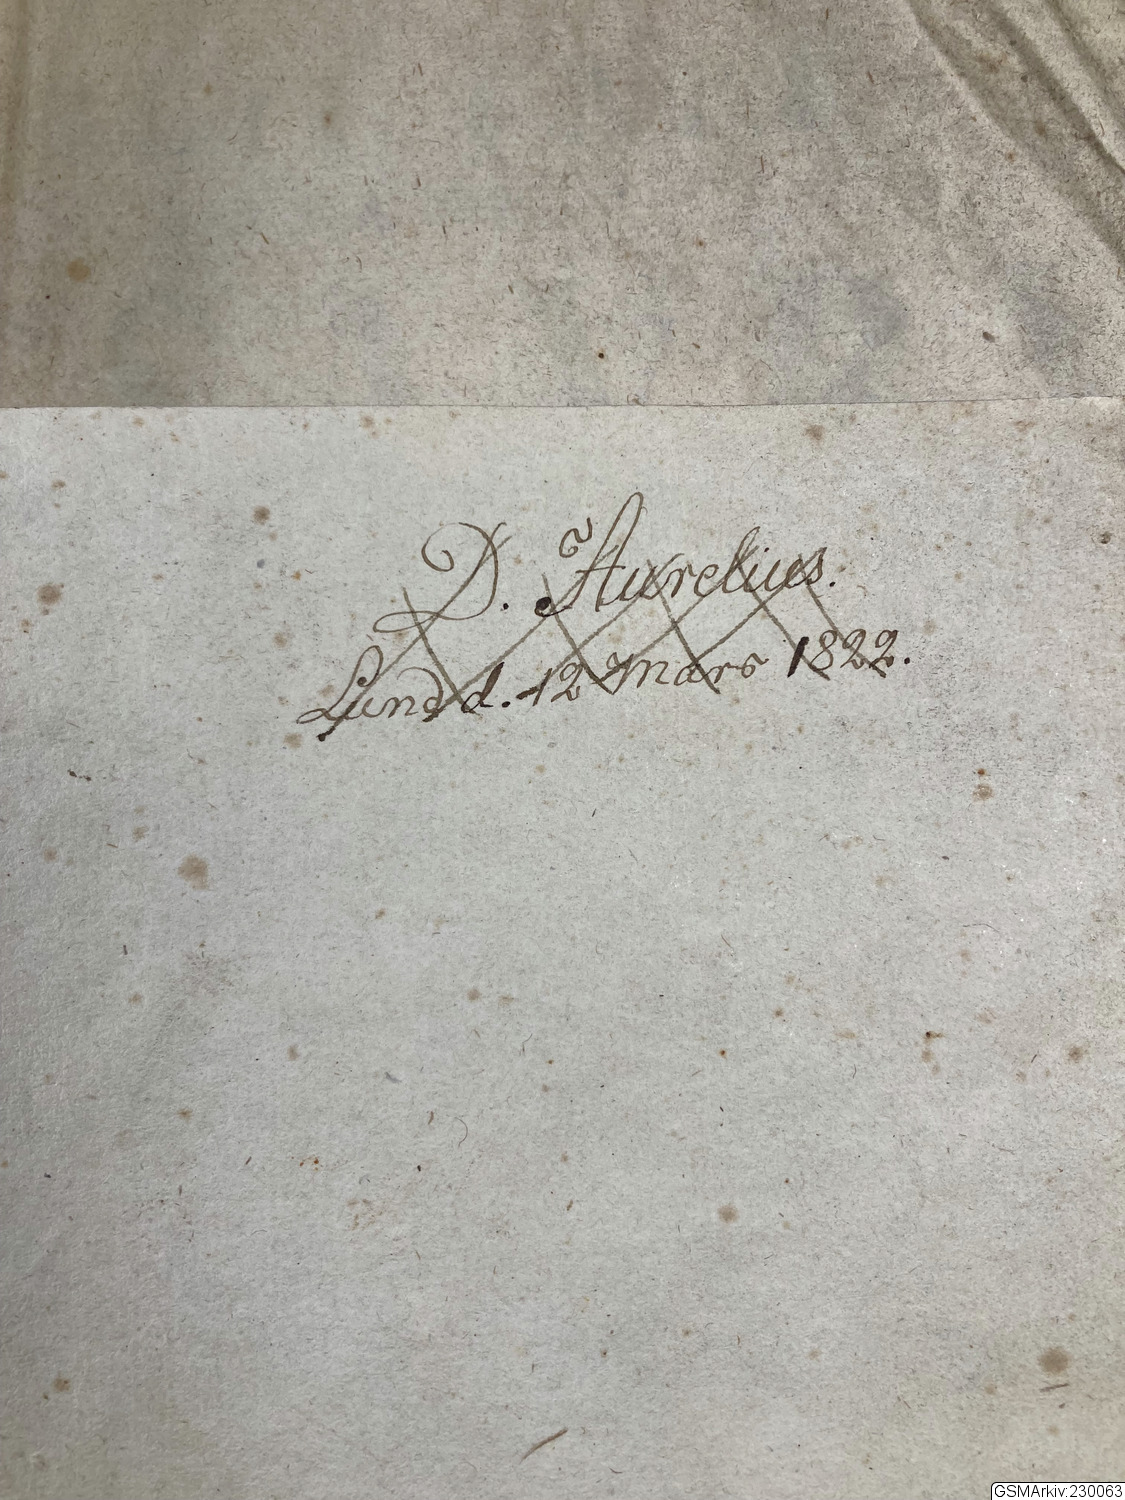 D. Aurelius.
Lund d. 12 Mars 1822.
GSMArkiv:230063